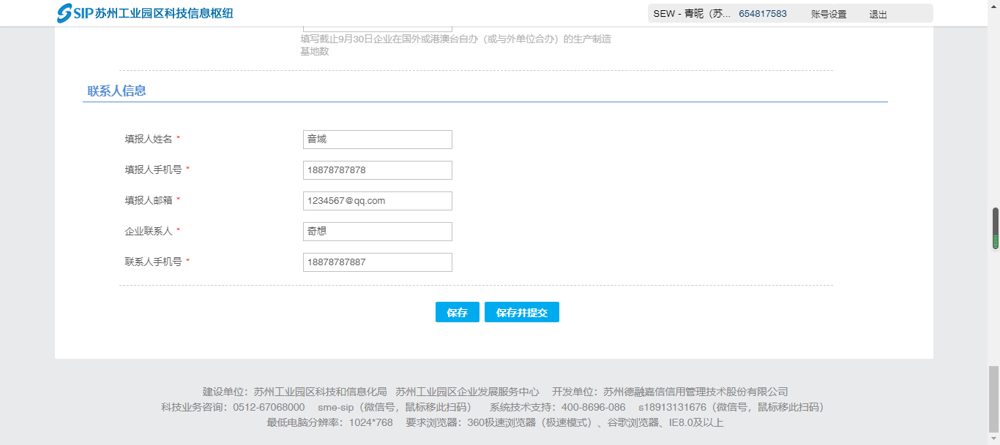 SIP苏州工业园区科技信息枢纽
SEW - 青昵（苏... 654817583 账号设置 退出
填写截止9月30日企业在国外或港澳台自办（或与外单位合办）的生产制造
基地数
联系人信息
填报人姓名 * 音域
填报人手机号 * 18878787878
填报人邮箱 * 1234567@qq.com
企业联系人 * 奇想
联系人手机号 * 18878787887
保存 保存并提交
建设单位：苏州工业园区科技和信息化局 苏州工业园区企业发展服务中心 开发单位：苏州德融嘉信信用管理技术股份有限公司
科技业务咨询：0512-67068000 sme-sip（微信号，鼠标移此扫码） 系统技术支持：400-8696-086 s18913131676（微信号，鼠标移此扫码）
最低电脑分辨率：1024*768 要求浏览器：360极速浏览器（极速模式）、谷歌浏览器、IE8.0及以上